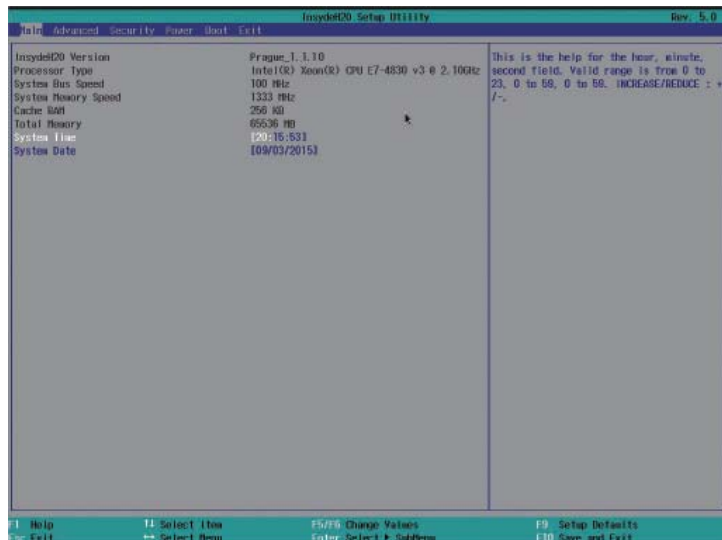 InsydeH20 Setup Utility Rev. 5.0
Main Advanced Security Power Boot Exit
InsydeH20 Version Prague_1.1.10
Processor Type Intel(R) Xeon(R) CPU E7-4830 v3 @ 2.10GHz
System Bus Speed 100 MHz
System Memory Speed 1333 MHz
Cache RAM 256 KB
Total Memory 65536 MB
System Time [20:15:53]
System Date [09/03/2015]
This is the help for the hour, minute,
second field. Valid range is from 0 to
23, 0 to 59, 0 to 59. INCREASE/REDUCE : +
/-.
F1 Help ↑↓ Select Item F5/F6 Change Values F9 Setup Defaults
Esc Exit ↔ Select Menu Enter Select ▶ SubMenu F10 Save and Exit